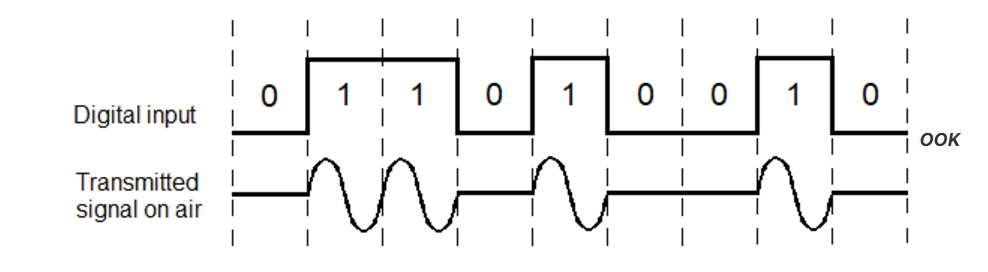 0 1 1 0 1 0 0 1 0
Digital input
OOK
Transmitted
signal on air